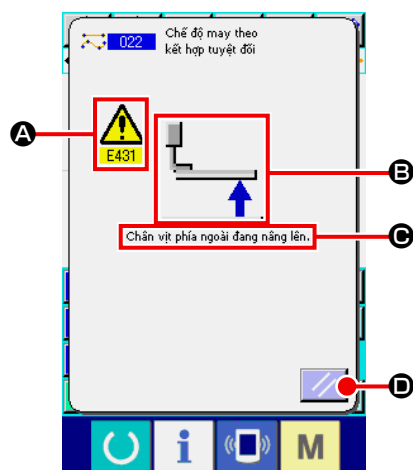 022
Chế độ may theo
kết hợp tuyệt đối
A
E431
B
Chân vịt phía ngoài đang nâng lên.
C
D
i
M